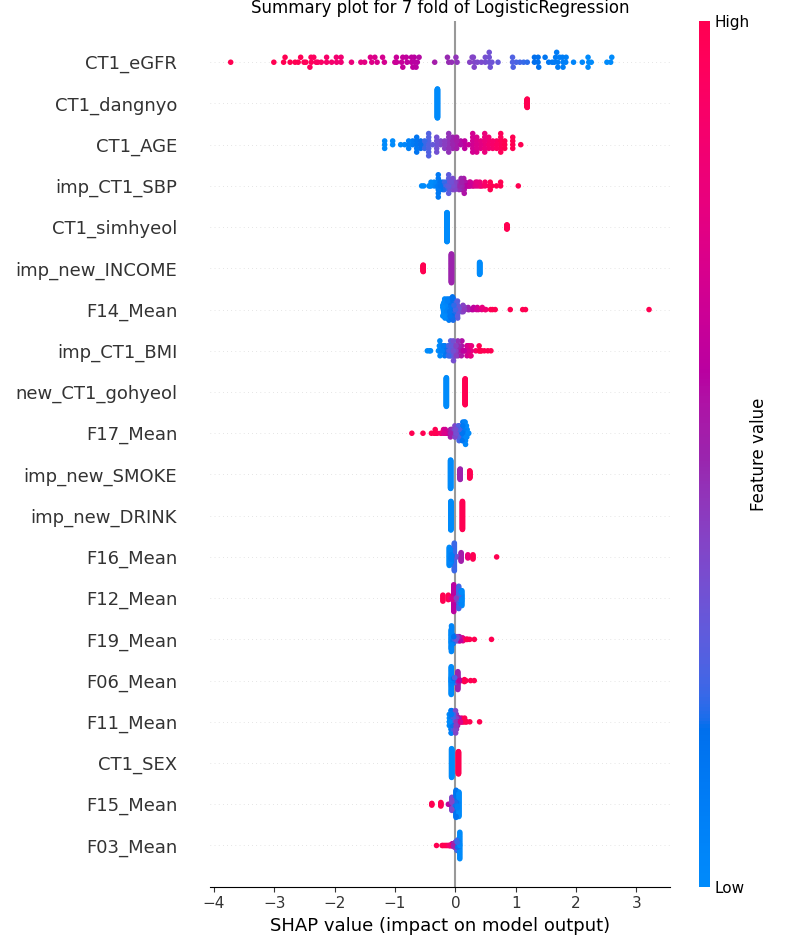 Summary plot for 7 fold of LogisticRegression
High
CT1_eGFR
CT1_dangnyo
CT1_AGE
imp_CT1_SBP
CT1_simhyeol
imp_new_INCOME
F14_Mean
imp_CT1_BMI
new_CT1_gohyeol
F17_Mean
imp_new_SMOKE
imp_new_DRINK
F16_Mean
F12_Mean
F19_Mean
F06_Mean
F11_Mean
CT1_SEX
F15_Mean
F03_Mean
Feature value
Low
−4 −3 −2 −1 0 1 2 3
SHAP value (impact on model output)